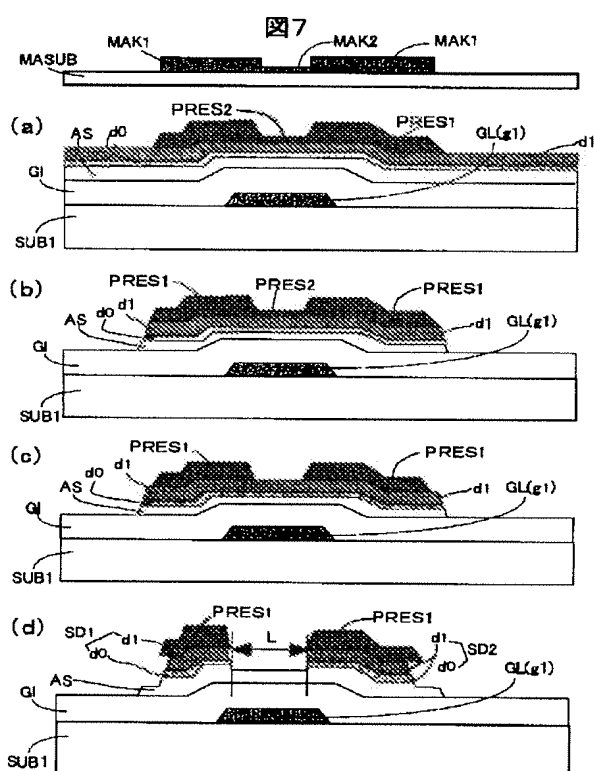 図7
MAK1 MAK2 MAK1
MASUB
(a)
PRES2 PRES1 GL(g1)
AS d0 d1
GI
SUB1
(b)
PRES1 PRES2 PRES1
d1 d0 AS d1 GL(g1)
GI
SUB1
(c)
PRES1 PRES1
d1 d0 AS d1 GL(g1)
GI
SUB1
(d)
PRES1 L PRES1
SD1 d1 d0 d1 d0 SD2
AS GL(g1)
GI
SUB1